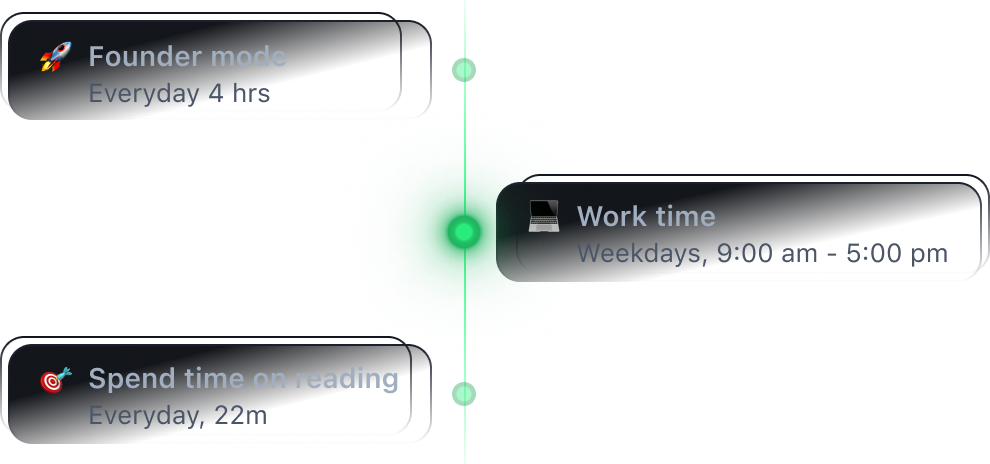 Founder mode
Everyday 4 hrs
Work time
Weekdays, 9:00 am - 5:00 pm
Spend time on reading
Everyday, 22m